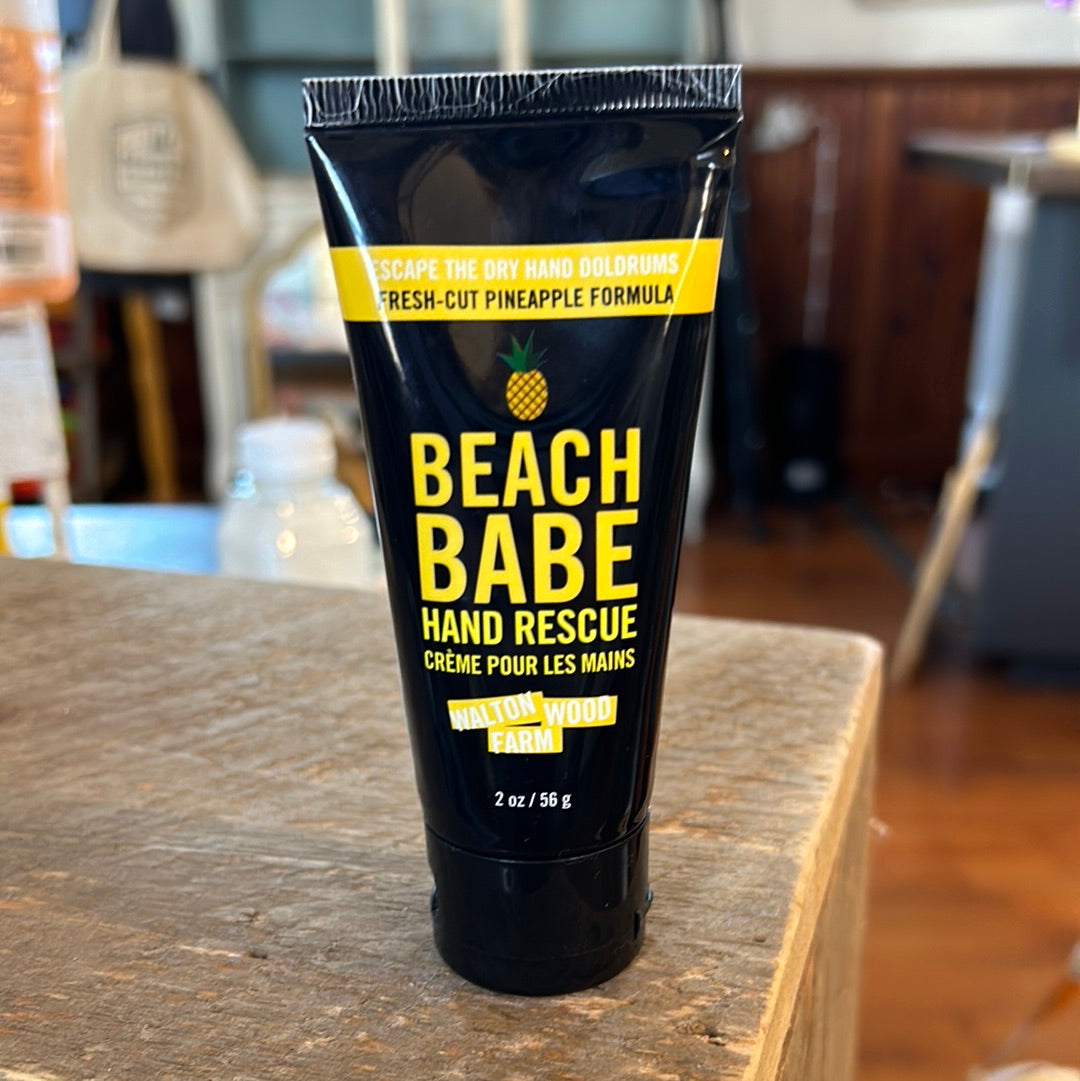 ESCAPE THE DRY HAND DOLDRUMS
FRESH-CUT PINEAPPLE FORMULA
BEACH
BABE
HAND RESCUE
CRÈME POUR LES MAINS
WALTON WOOD
FARM
2 oz / 56 g